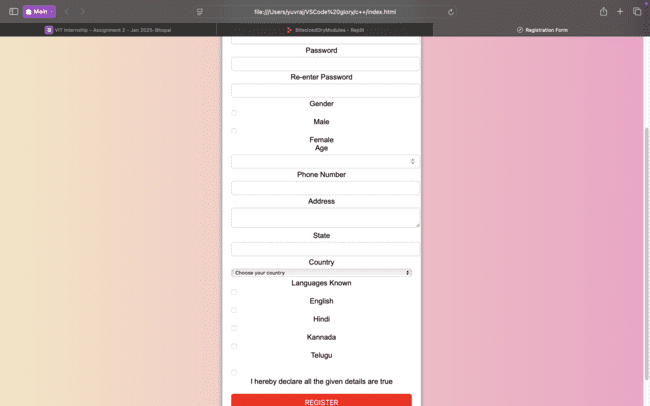 Main
file:///Users/yuvraj/VSCode%20glory/c++/index.html
VIT Internship - Assignment 2 - Jan 2025- Bhopal
BitesizedDryModules - Replit
Registration Form
Password
Re-enter Password
Gender
Male
Female
Age
Phone Number
Address
State
Country
Choose your country
Languages Known
English
Hindi
Kannada
Telugu
I hereby declare all the given details are true
REGISTER